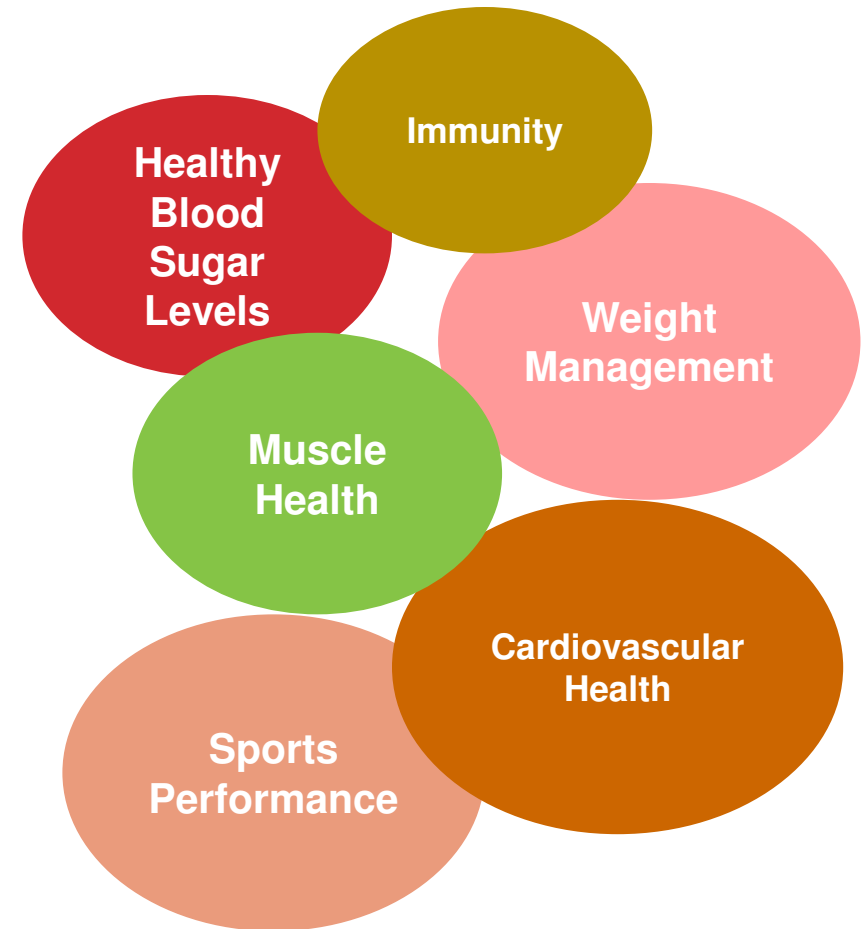 Immunity
Healthy
Blood
Sugar
Levels
Weight
Management
Muscle
Health
Cardiovascular
Health
Sports
Performance